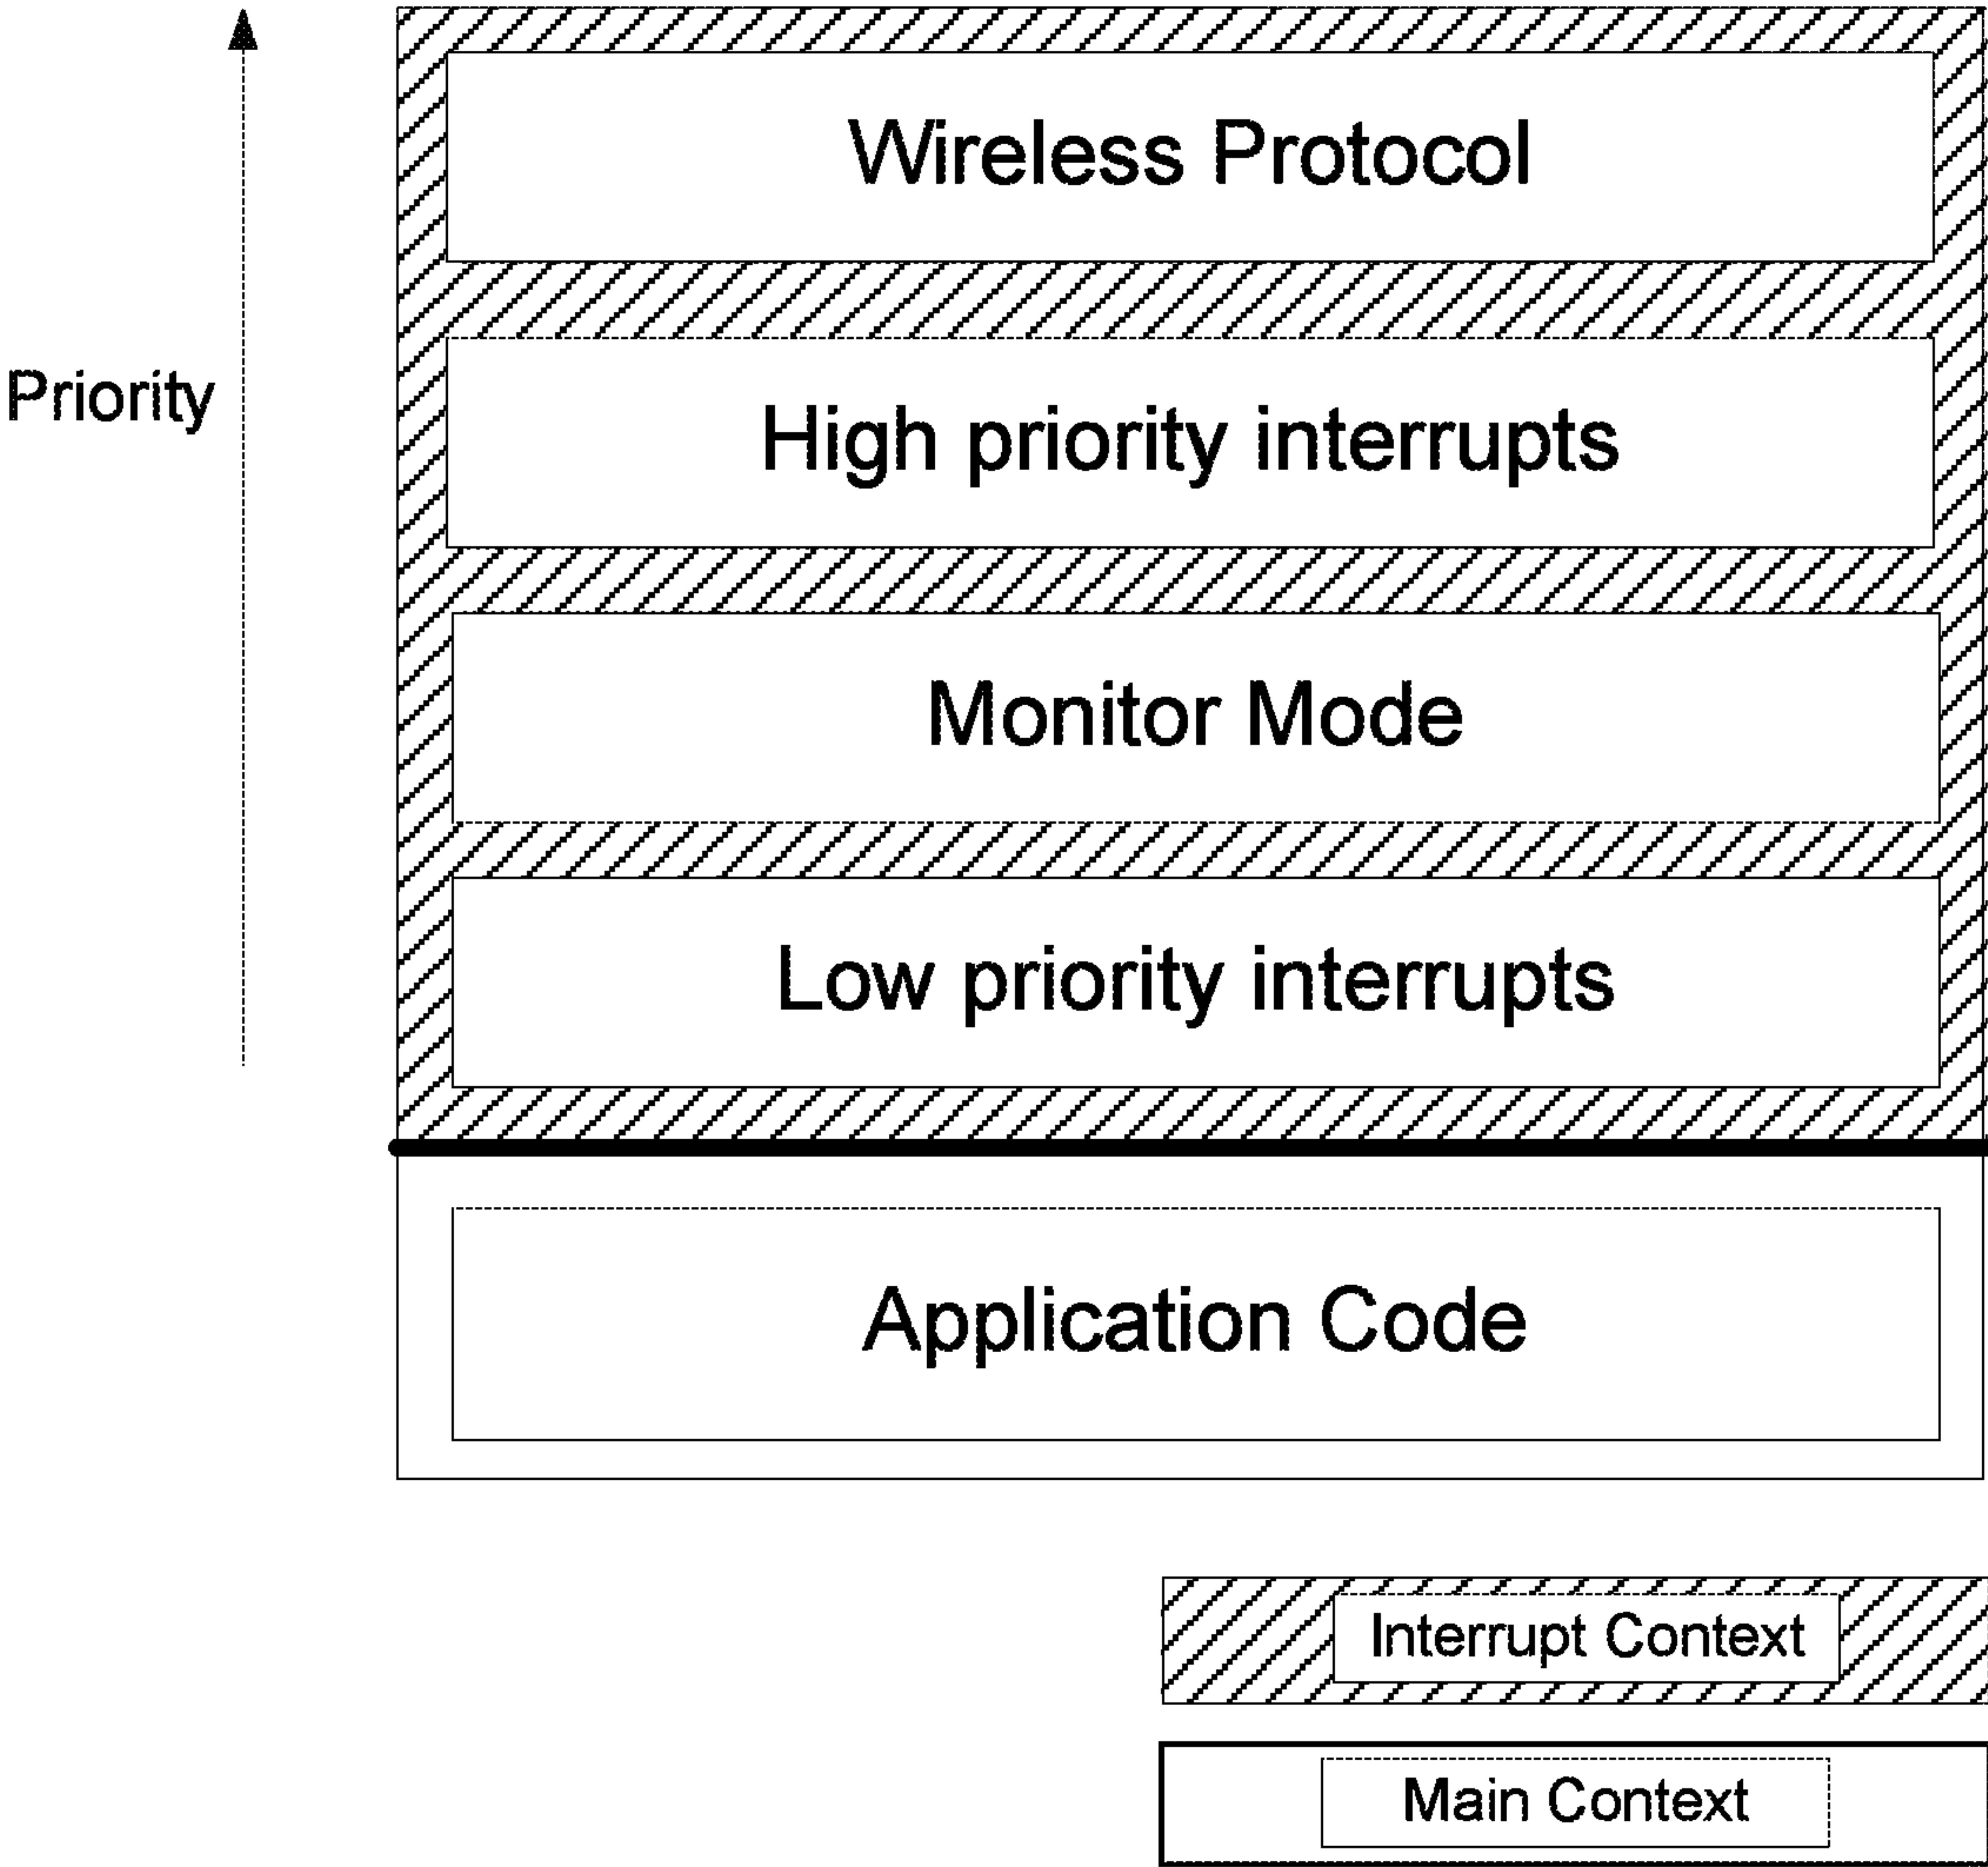 Wireless Protocol
Priority
High priority interrupts
Monitor Mode
Low priority interrupts
Application Code
Interrupt Context
Main Context